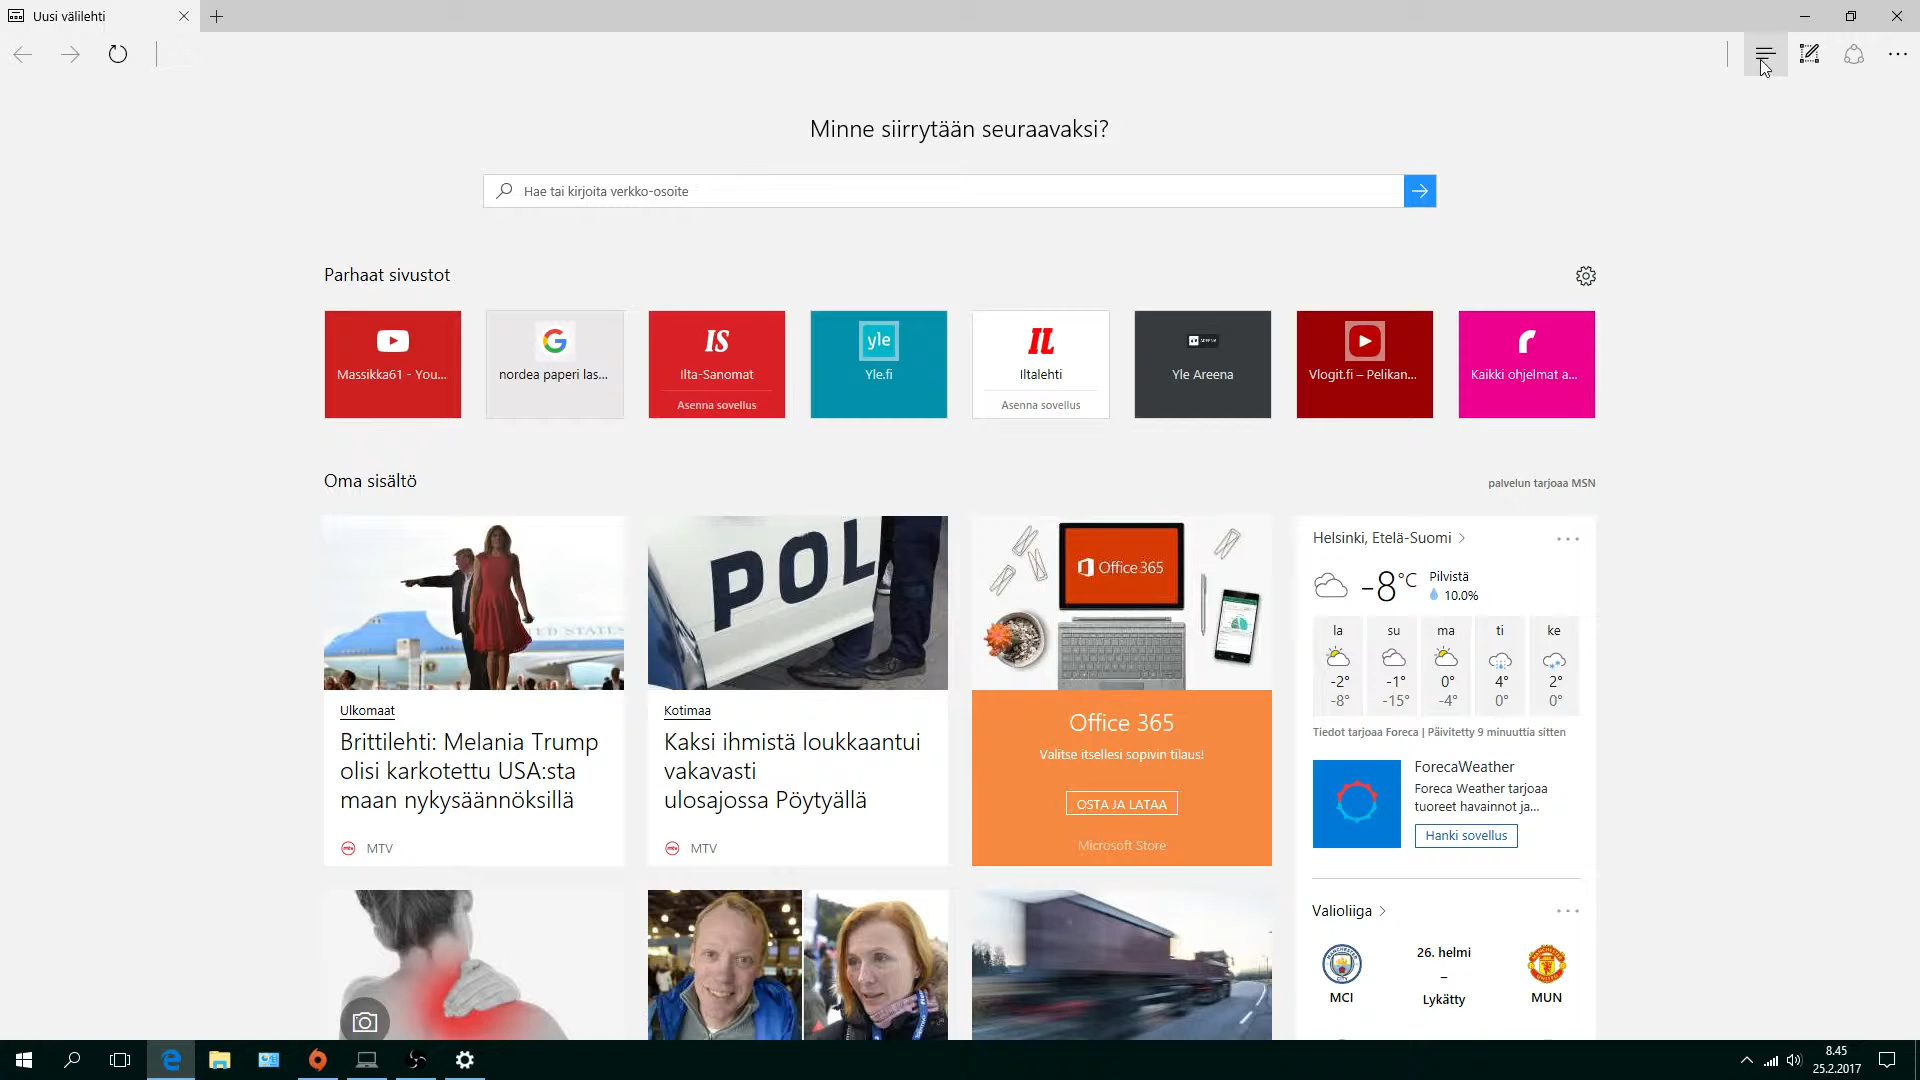 Uusi välilehti
Minne siirrytään seuraavaksi?
Hae tai kirjoita verkko-osoite
Parhaat sivustot
Massikka61 - You...
nordea paperi las...
IS
Ilta-Sanomat
Asenna sovellus
yle
Yle.fi
IL
Iltalehti
Asenna sovellus
Yle Areena
Vlogit.fi – Pelikan...
Kaikki ohjelmat a...
Oma sisältö
palvelun tarjoaa MSN
UNITED STATES
Ulkomaat
Brittilehti: Melania Trump
olisi karkotettu USA:sta
maan nykysäännöksillä
MTV
POL
Kotimaa
Kaksi ihmistä loukkaantui
vakavasti
ulosajossa Pöytyällä
MTV
Office 365
Office 365
Valitse itsellesi sopivin tilaus!
OSTA JA LATAA
Microsoft Store
Helsinki, Etelä-Suomi
-8°C
Pilvistä
10.0%
la su ma ti ke
-2° -1° 0° 4° 2°
-8° -15° -4° 0° 0°
Tiedot tarjoaa Foreca | Päivitetty 9 minuuttia sitten
ForecaWeather
Foreca Weather tarjoaa
tuoreet havainnot ja...
Hanki sovellus
Valioliiga
26. helmi
–
MCI Lykätty MUN
8.45
25.2.2017